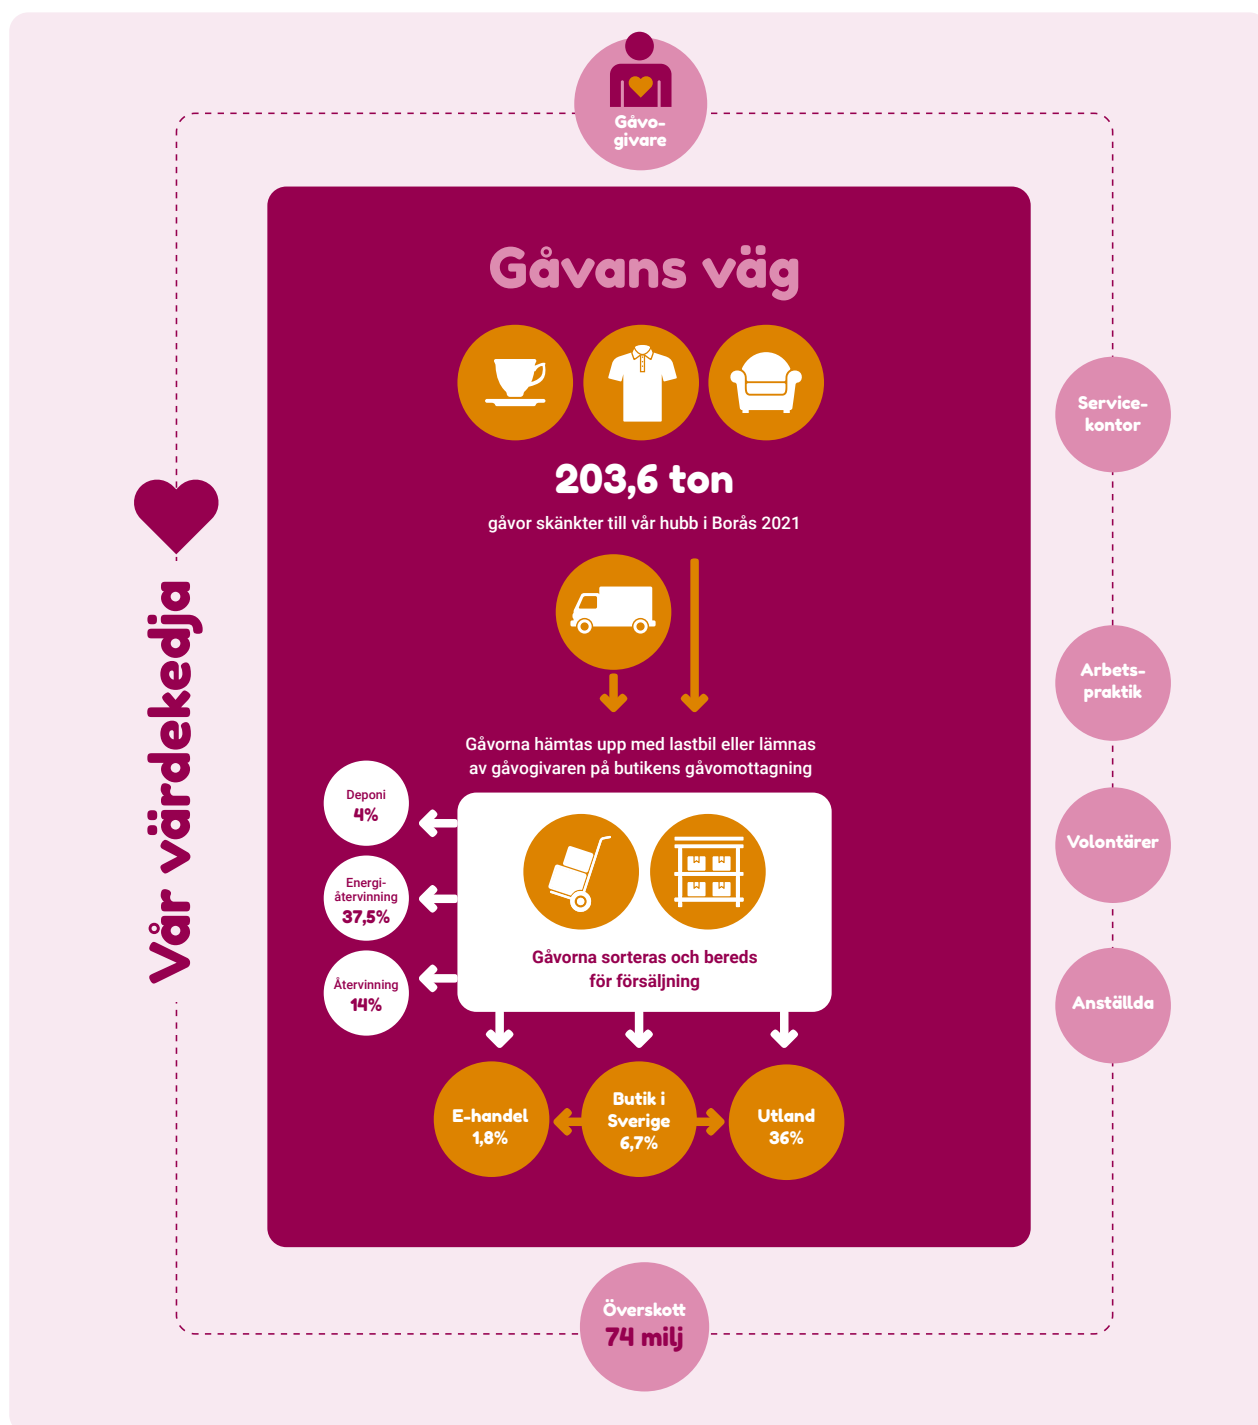 Gåvo-
givare
Gåvans väg
203,6 ton
gåvor skänkter till vår hubb i Borås 2021
Gåvorna hämtas upp med lastbil eller lämnas
av gåvogivaren på butikens gåvomottagning
Deponi
4%
Energi-
återvinning
37,5%
Återvinning
14%
Gåvorna sorteras och bereds
för försäljning
E-handel
1,8%
Butik i
Sverige
6,7%
Utland
36%
Vår värdekedja
Service-
kontor
Arbets-
praktik
Volontärer
Anställda
Överskott
74 milj